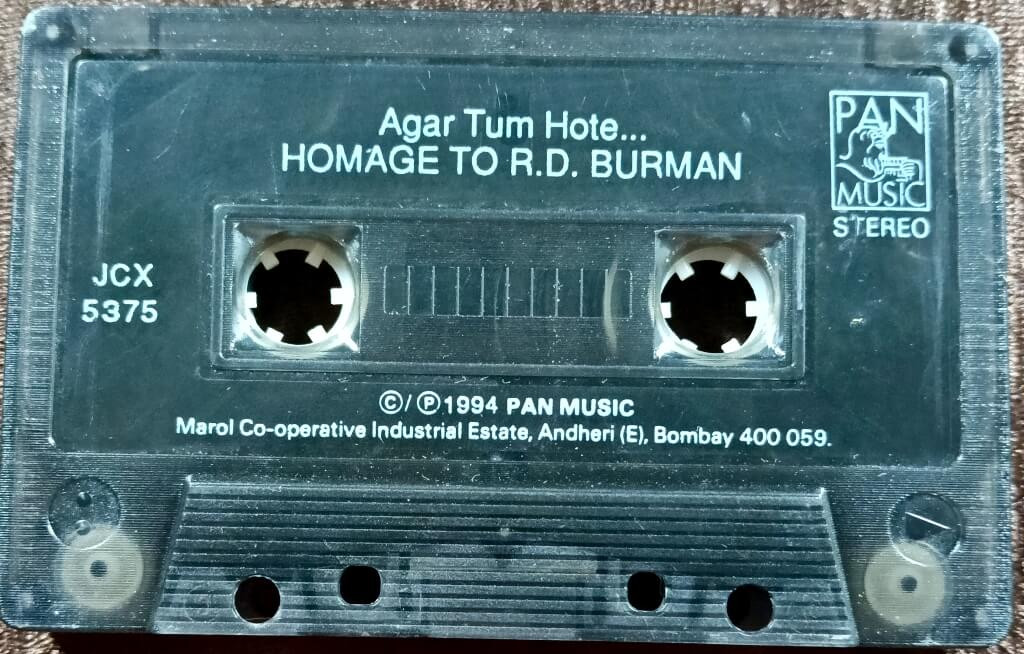 Agar Tum Hote...
HOMAGE TO R.D. BURMAN
PAN
MUSIC
STEREO
JCX
5375
©/℗1994 PAN MUSIC
Marol Co-operative Industrial Estate, Andheri (E), Bombay 400 059.